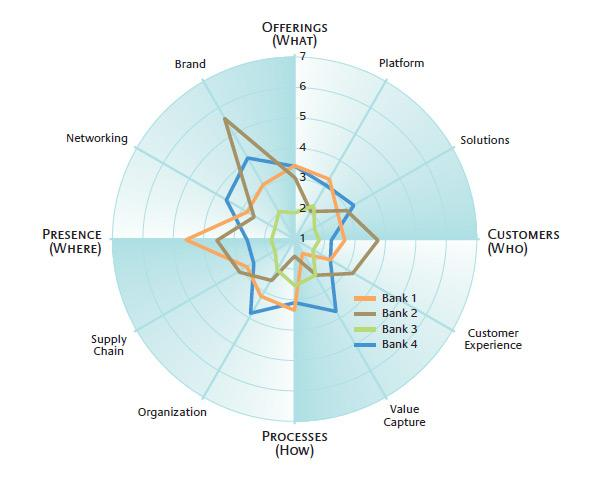 OFFERINGS
(WHAT)
Brand
Platform
Networking
Solutions
PRESENCE
(WHERE)
CUSTOMERS
(WHO)
7
6
5
4
3
2
1
Bank 1
Bank 2
Bank 3
Bank 4
Supply
Chain
Customer
Experience
Organization
Value
Capture
PROCESSES
(HOW)